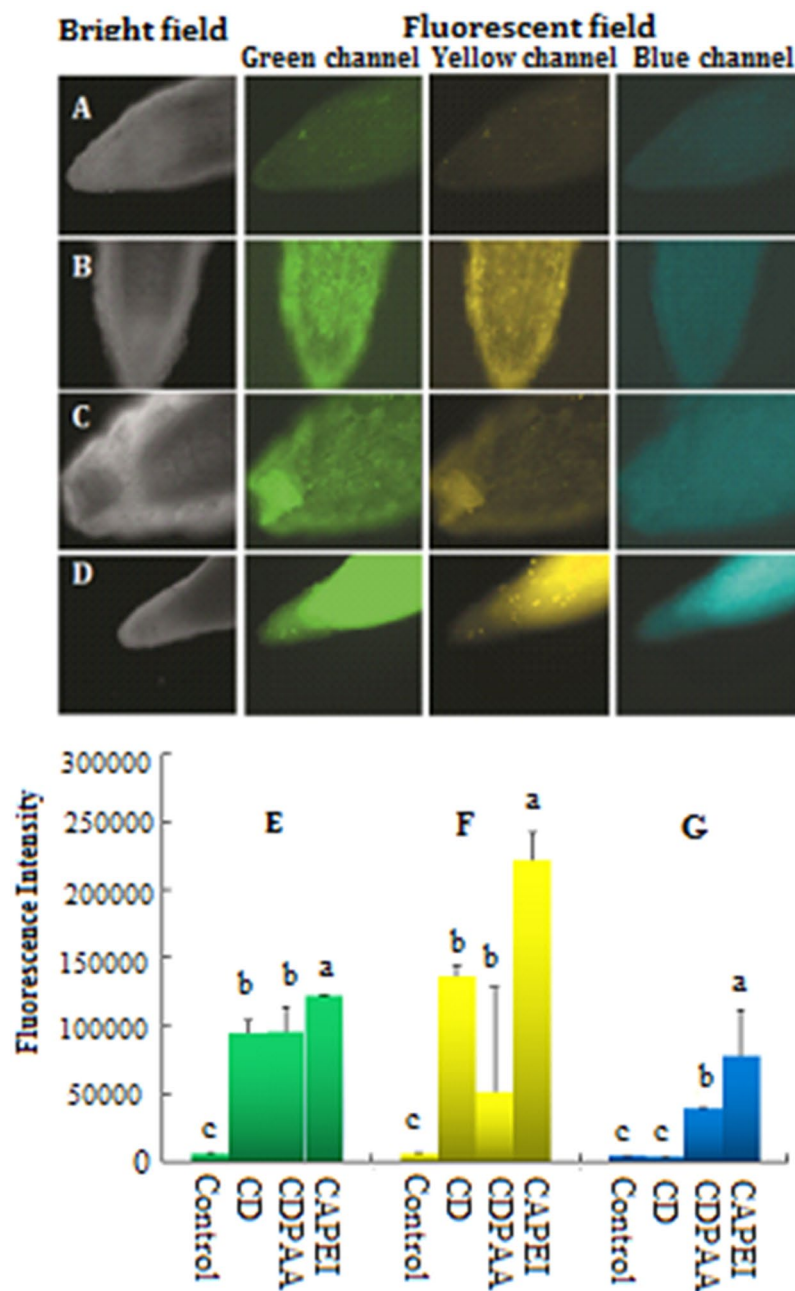 Bright field Fluorescent field
Green channel Yellow channel Blue channel
A
B
C
D
Fluorescence Intensity
300000
250000
200000
150000
100000
50000
0
E
F
G
c b b a
c b b a
c c b a
Control CD CDPAA CAPEI
Control CD CDPAA CAPEI
Control CD CDPAA CAPEI